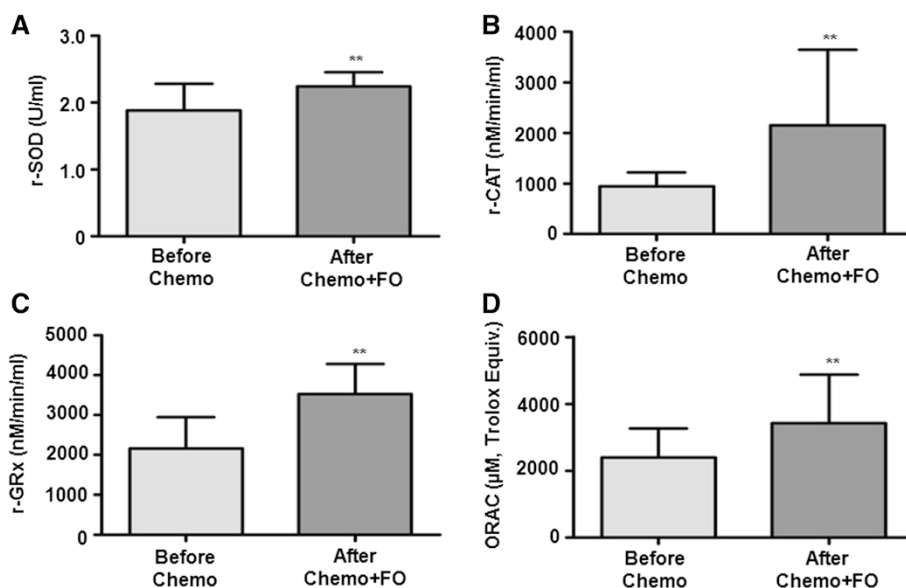 A
r-SOD (U/ml)
3.0
2.0
1.0
0
**
Before
Chemo
After
Chemo+FO
B
r-CAT (nM/min/ml)
4000
3000
2000
1000
0
**
Before
Chemo
After
Chemo+FO
C
r-GRx (nM/min/ml)
5000
4000
3000
2000
1000
0
**
Before
Chemo
After
Chemo+FO
D
ORAC (µM, Trolox Equiv.)
6000
4000
2000
0
**
Before
Chemo
After
Chemo+FO